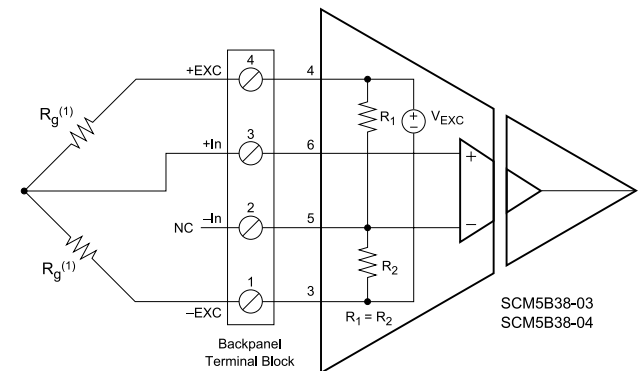 +EXC
4
4
Rg(1)
R1
VEXC
+
−
+In
3
6
+
−In
2
5
−
NC
Rg(1)
R2
1
3
−EXC
R1 = R2
SCM5B38-03
SCM5B38-04
Backpanel
Terminal Block